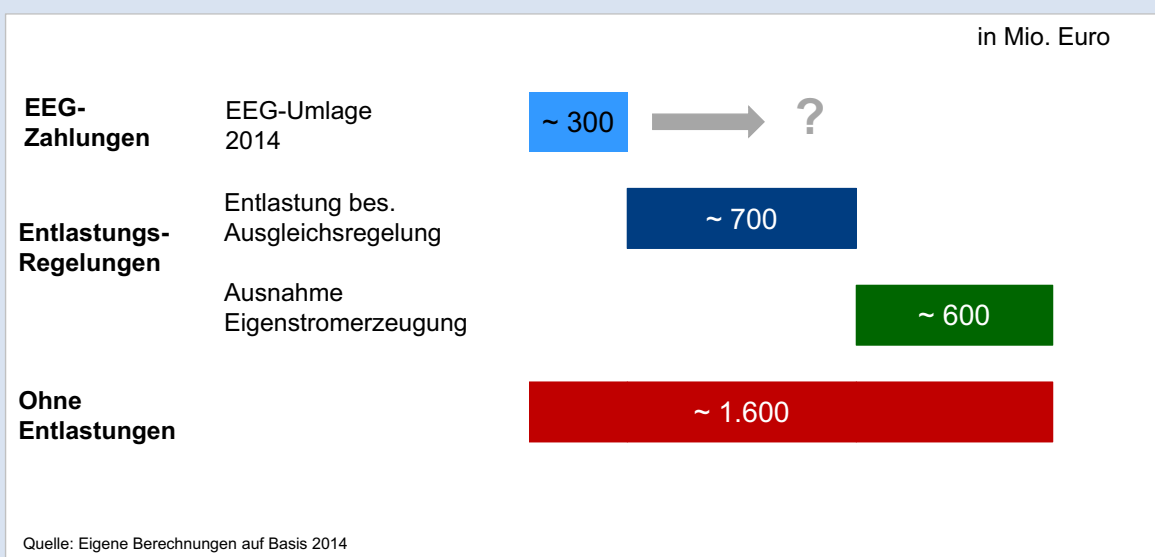 in Mio. Euro
EEG-
Zahlungen
EEG-Umlage
2014
~ 300
?
Entlastungs-
Regelungen
Entlastung bes.
Ausgleichsregelung
~ 700
Ausnahme
Eigenstromerzeugung
~ 600
Ohne
Entlastungen
~ 1.600
Quelle: Eigene Berechnungen auf Basis 2014